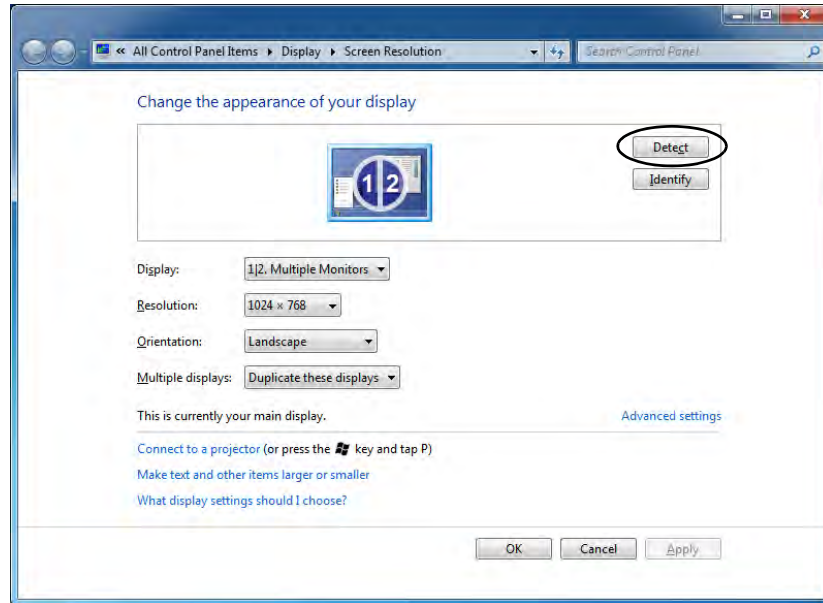 « All Control Panel Items ▸ Display ▸ Screen Resolution Search Control Panel
Change the appearance of your display
1 2
Detect
Identify
Display: 1|2. Multiple Monitors
Resolution: 1024 × 768
Orientation: Landscape
Multiple displays: Duplicate these displays
This is currently your main display. Advanced settings
Connect to a projector (or press the key and tap P)
Make text and other items larger or smaller
What display settings should I choose?
OK Cancel Apply